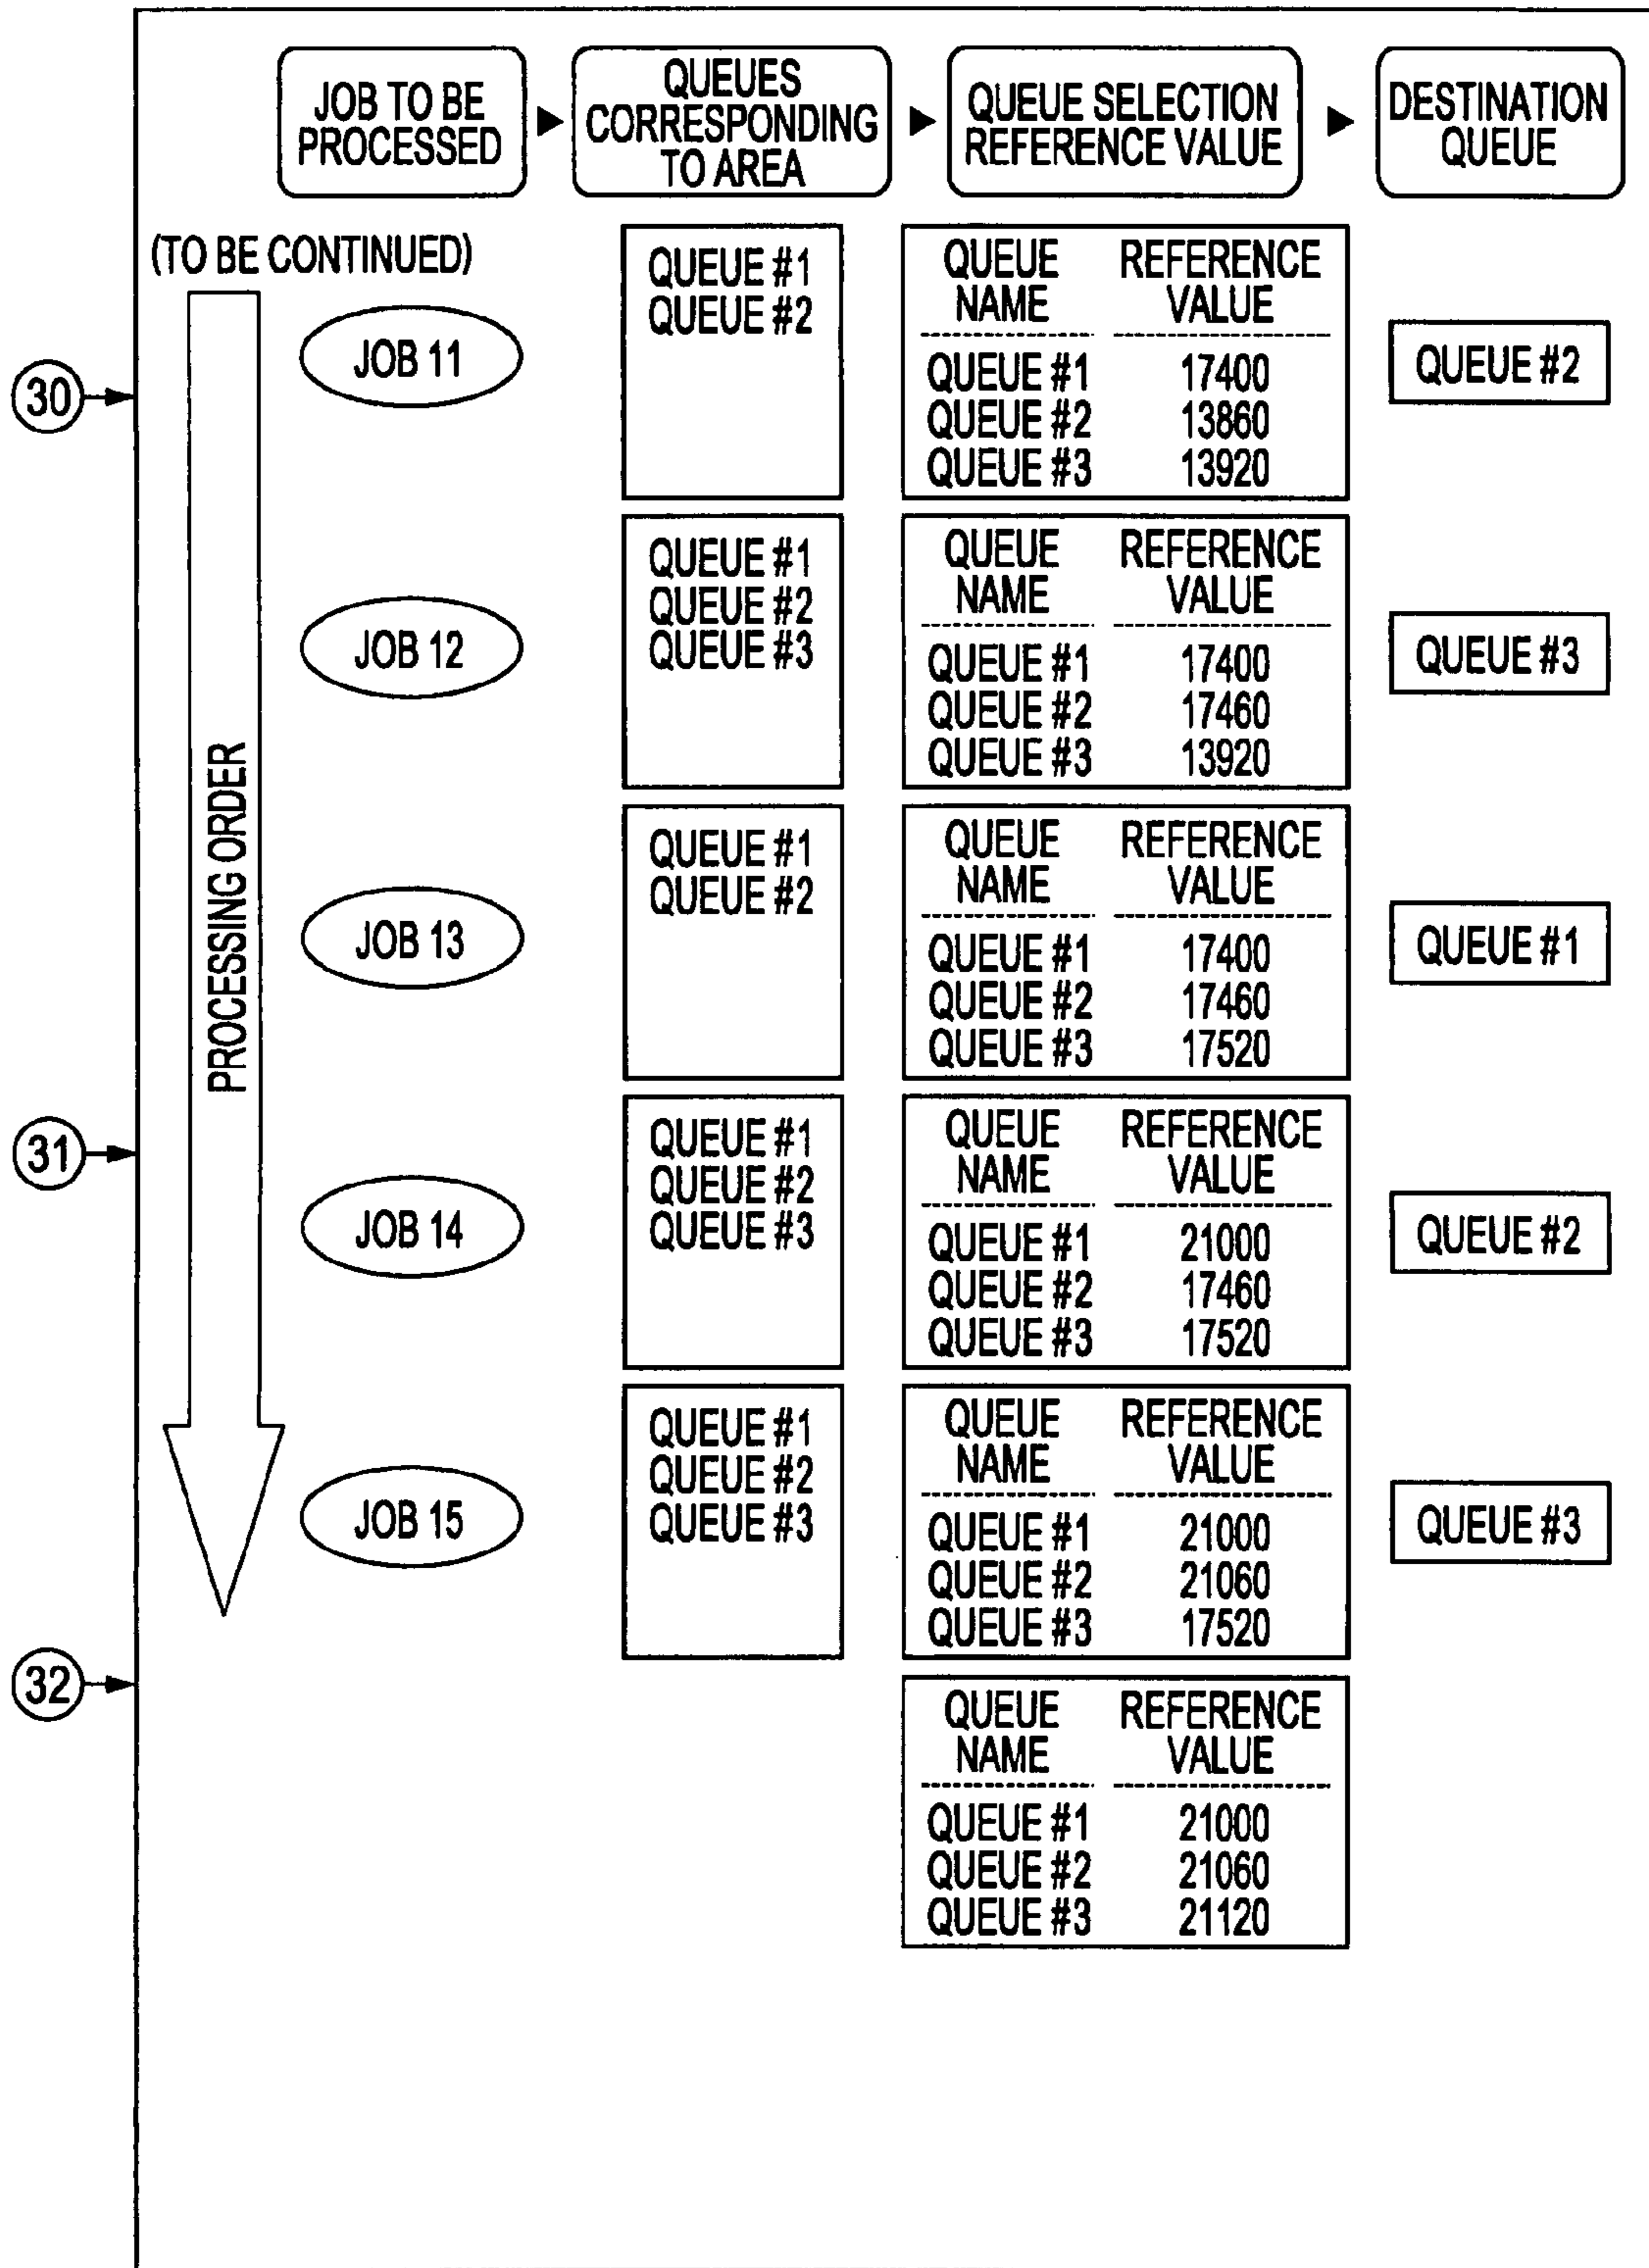 JOB TO BE
PROCESSED
QUEUES
CORRESPONDING
TO AREA
QUEUE SELECTION
REFERENCE VALUE
DESTINATION
QUEUE
(TO BE CONTINUED)
PROCESSING ORDER
30
JOB 11
QUEUE #1
QUEUE #2
QUEUE NAME REFERENCE VALUE
QUEUE #1 17400
QUEUE #2 13860
QUEUE #3 13920
QUEUE #2
JOB 12
QUEUE #1
QUEUE #2
QUEUE #3
QUEUE NAME REFERENCE VALUE
QUEUE #1 17400
QUEUE #2 17460
QUEUE #3 13920
QUEUE #3
JOB 13
QUEUE #1
QUEUE #2
QUEUE NAME REFERENCE VALUE
QUEUE #1 17400
QUEUE #2 17460
QUEUE #3 17520
QUEUE #1
31
JOB 14
QUEUE #1
QUEUE #2
QUEUE #3
QUEUE NAME REFERENCE VALUE
QUEUE #1 21000
QUEUE #2 17460
QUEUE #3 17520
QUEUE #2
JOB 15
QUEUE #1
QUEUE #2
QUEUE #3
QUEUE NAME REFERENCE VALUE
QUEUE #1 21000
QUEUE #2 21060
QUEUE #3 17520
QUEUE #3
32
QUEUE NAME REFERENCE VALUE
QUEUE #1 21000
QUEUE #2 21060
QUEUE #3 21120